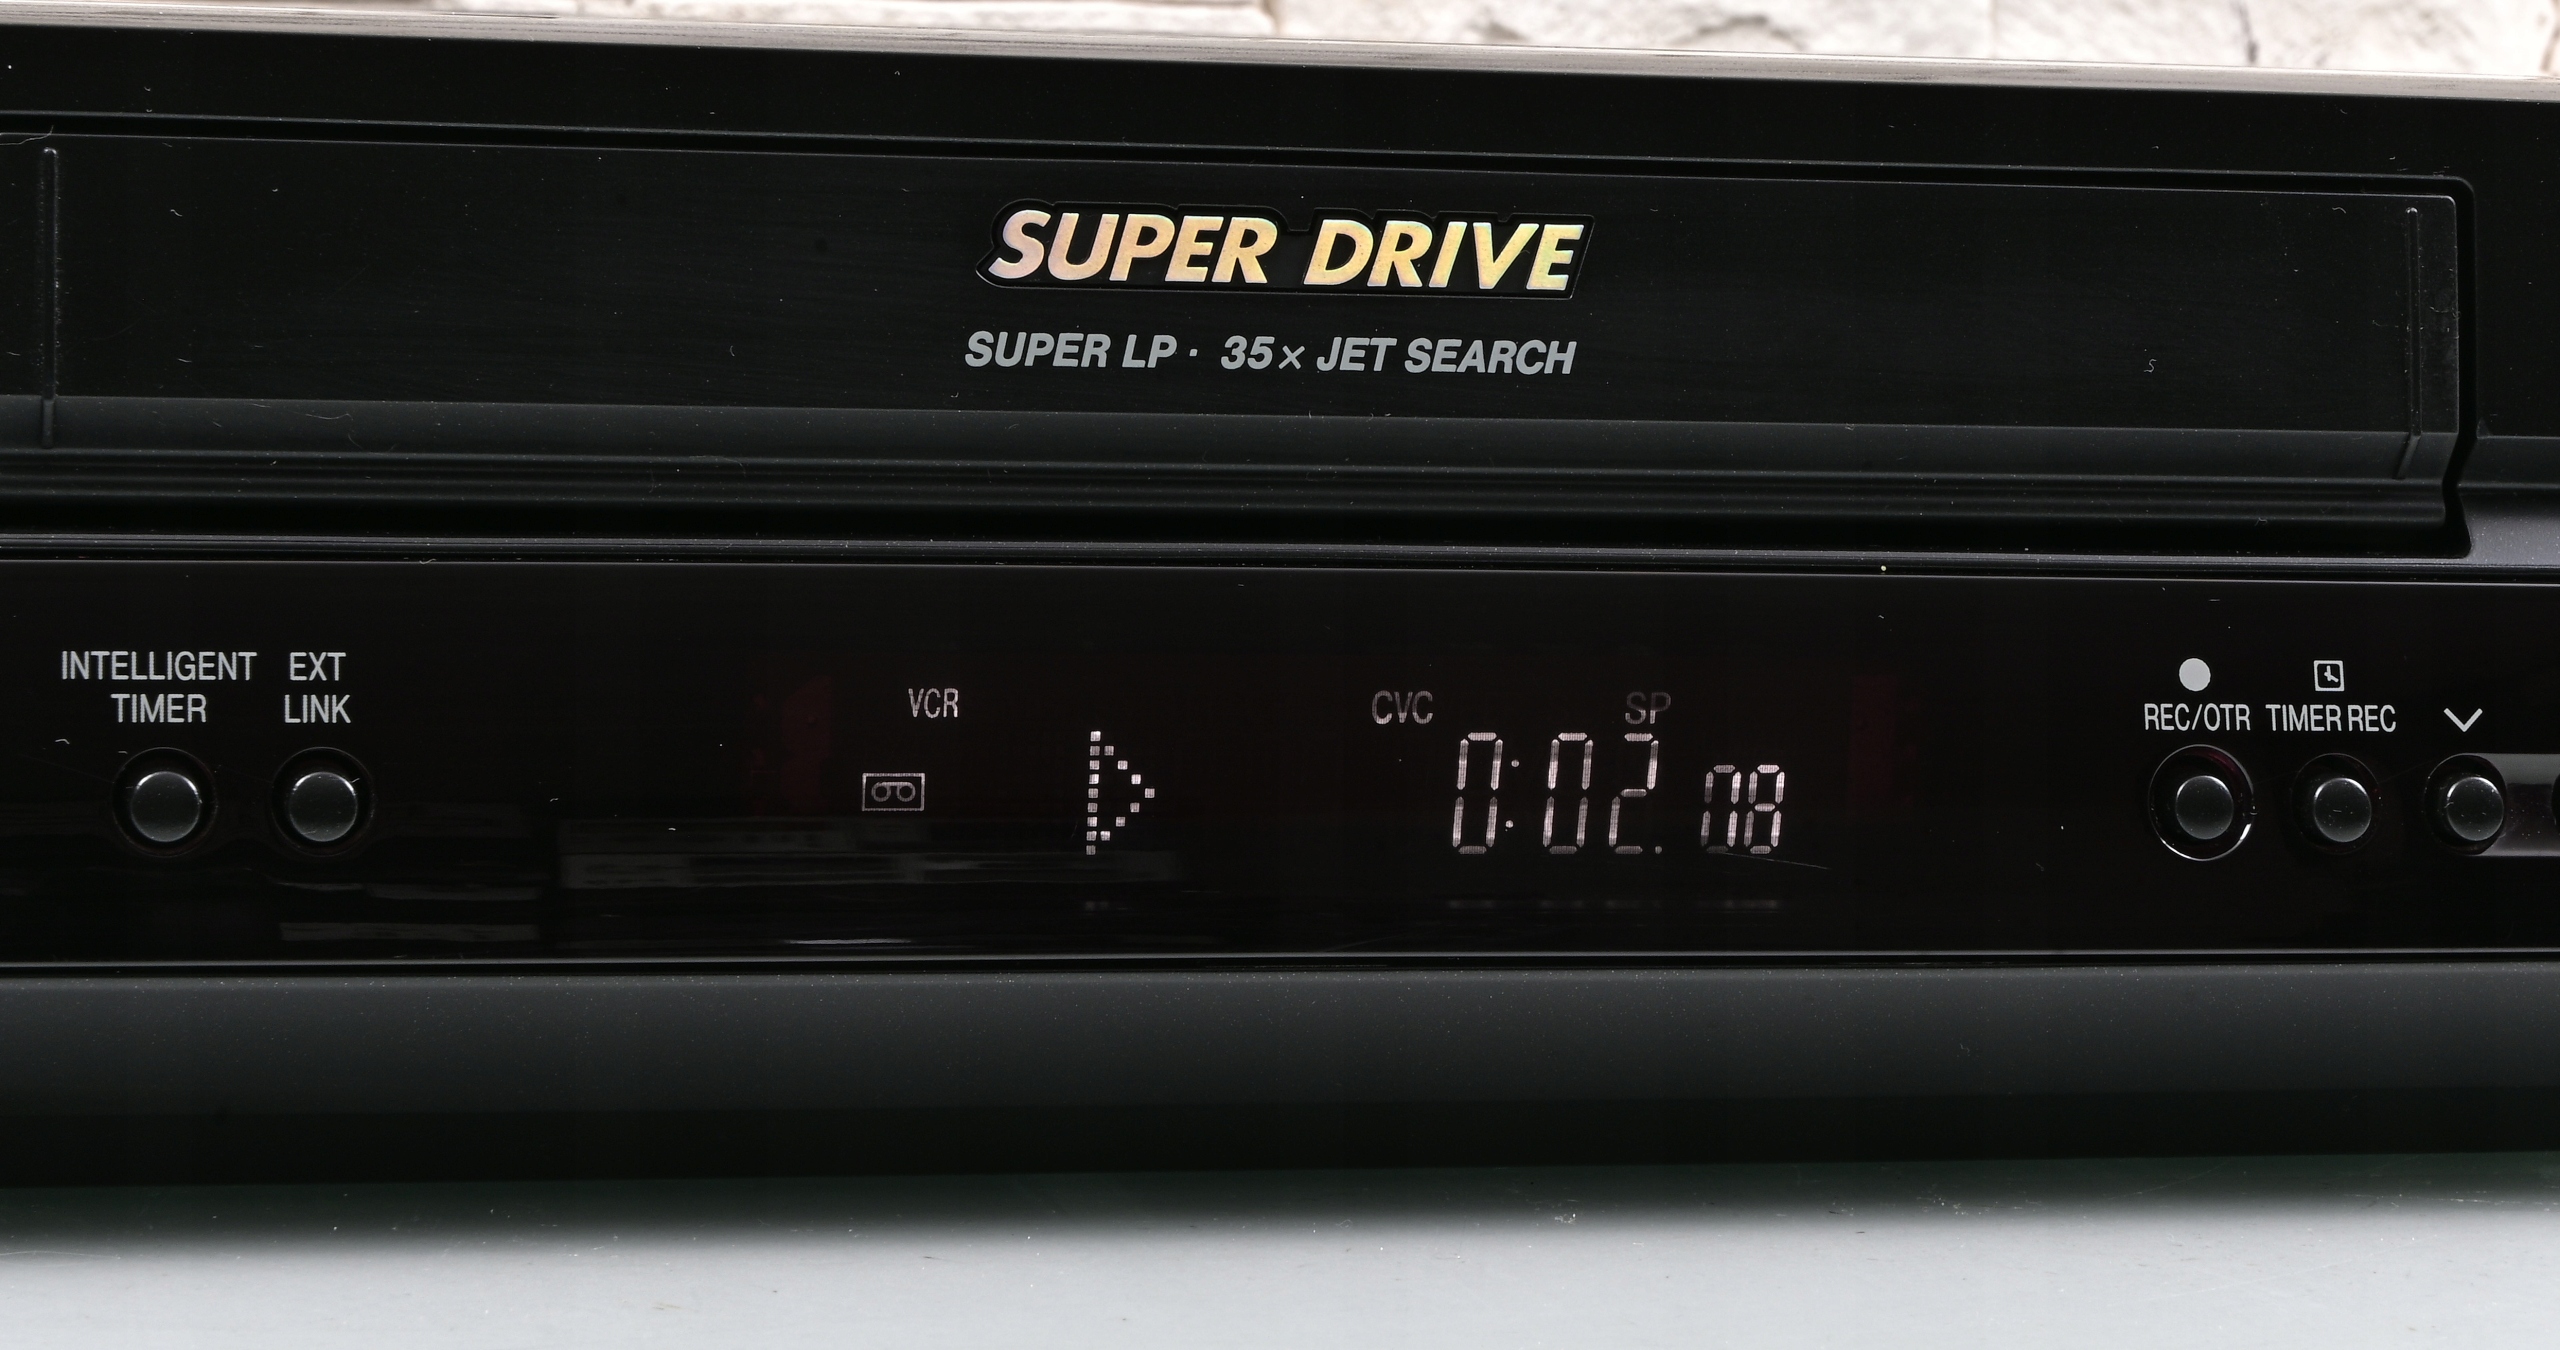 SUPER DRIVE
SUPER LP · 35x JET SEARCH
INTELLIGENT TIMER
EXT LINK
VCR
CVC
SP
0:02.08
REC/OTR
TIMER REC